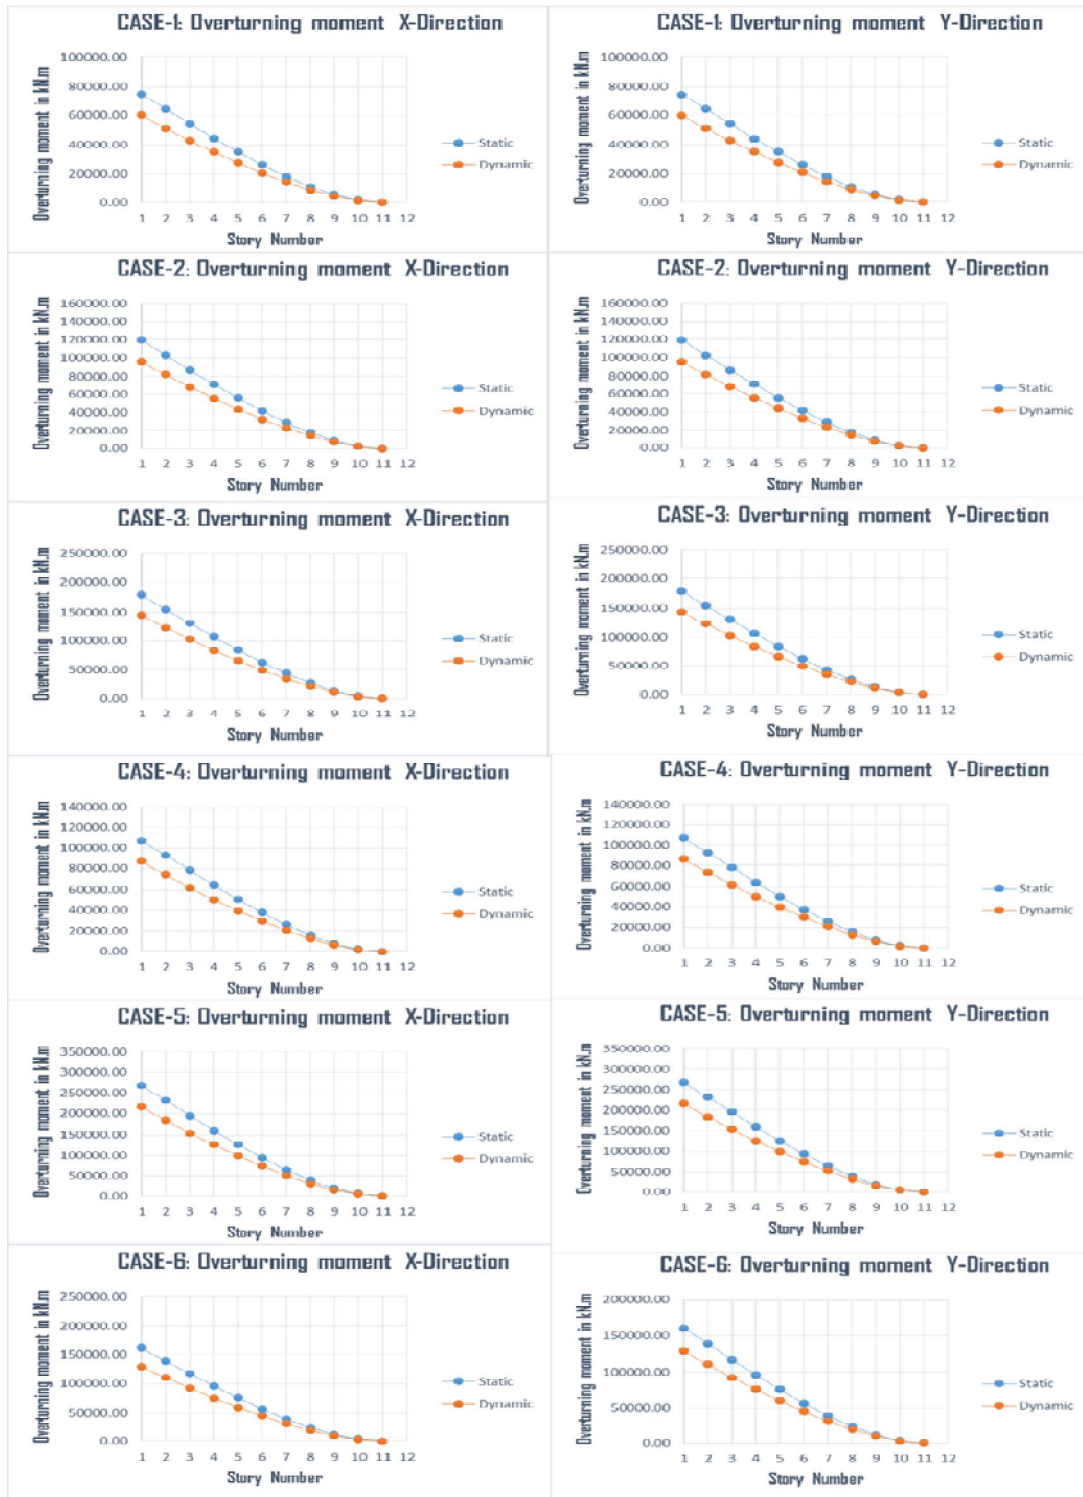 CASE-1: Overturning moment X-Direction
Overturning moment in kN.m
100000.00
80000.00
60000.00
40000.00
20000.00
0.00
1 2 3 4 5 6 7 8 9 10 11 12
Story Number
Static
Dynamic
CASE-1: Overturning moment Y-Direction
Overturning moment in kN.m
100000.00
80000.00
60000.00
40000.00
20000.00
0.00
1 2 3 4 5 6 7 8 9 10 11 12
Story Number
Static
Dynamic
CASE-2: Overturning moment X-Direction
Overturning moment in kN.m
160000.00
140000.00
120000.00
100000.00
80000.00
60000.00
40000.00
20000.00
0.00
1 2 3 4 5 6 7 8 9 10 11 12
Story Number
Static
Dynamic
CASE-2: Overturning moment Y-Direction
Overturning moment in kN.m
160000.00
140000.00
120000.00
100000.00
80000.00
60000.00
40000.00
20000.00
0.00
1 2 3 4 5 6 7 8 9 10 11 12
Story Number
Static
Dynamic
CASE-3: Overturning moment X-Direction
Overturning moment in kN.m
250000.00
200000.00
150000.00
100000.00
50000.00
0.00
1 2 3 4 5 6 7 8 9 10 11 12
Story Number
Static
Dynamic
CASE-3: Overturning moment Y-Direction
Overturning moment in kN.m
250000.00
200000.00
150000.00
100000.00
50000.00
0.00
1 2 3 4 5 6 7 8 9 10 11 12
Story Number
Static
Dynamic
CASE-4: Overturning moment X-Direction
Overturning moment in kN.m
140000.00
120000.00
100000.00
80000.00
60000.00
40000.00
20000.00
0.00
1 2 3 4 5 6 7 8 9 10 11 12
Story Number
Static
Dynamic
CASE-4: Overturning moment Y-Direction
Overturning moment in kN.m
140000.00
120000.00
100000.00
80000.00
60000.00
40000.00
20000.00
0.00
1 2 3 4 5 6 7 8 9 10 11 12
Story Number
Static
Dynamic
CASE-5: Overturning moment X-Direction
Overturning moment in kN.m
350000.00
300000.00
250000.00
200000.00
150000.00
100000.00
50000.00
0.00
1 2 3 4 5 6 7 8 9 10 11 12
Story Number
Static
Dynamic
CASE-5: Overturning moment Y-Direction
Overturning moment in kN.m
350000.00
300000.00
250000.00
200000.00
150000.00
100000.00
50000.00
0.00
1 2 3 4 5 6 7 8 9 10 11 12
Story Number
Static
Dynamic
CASE-6: Overturning moment X-Direction
Overturning moment in kN.m
250000.00
200000.00
150000.00
100000.00
50000.00
0.00
1 2 3 4 5 6 7 8 9 10 11 12
Story Number
Static
Dynamic
CASE-6: Overturning moment Y-Direction
Overturning moment in kN.m
200000.00
150000.00
100000.00
50000.00
0.00
1 2 3 4 5 6 7 8 9 10 11 12
Story Number
Static
Dynamic